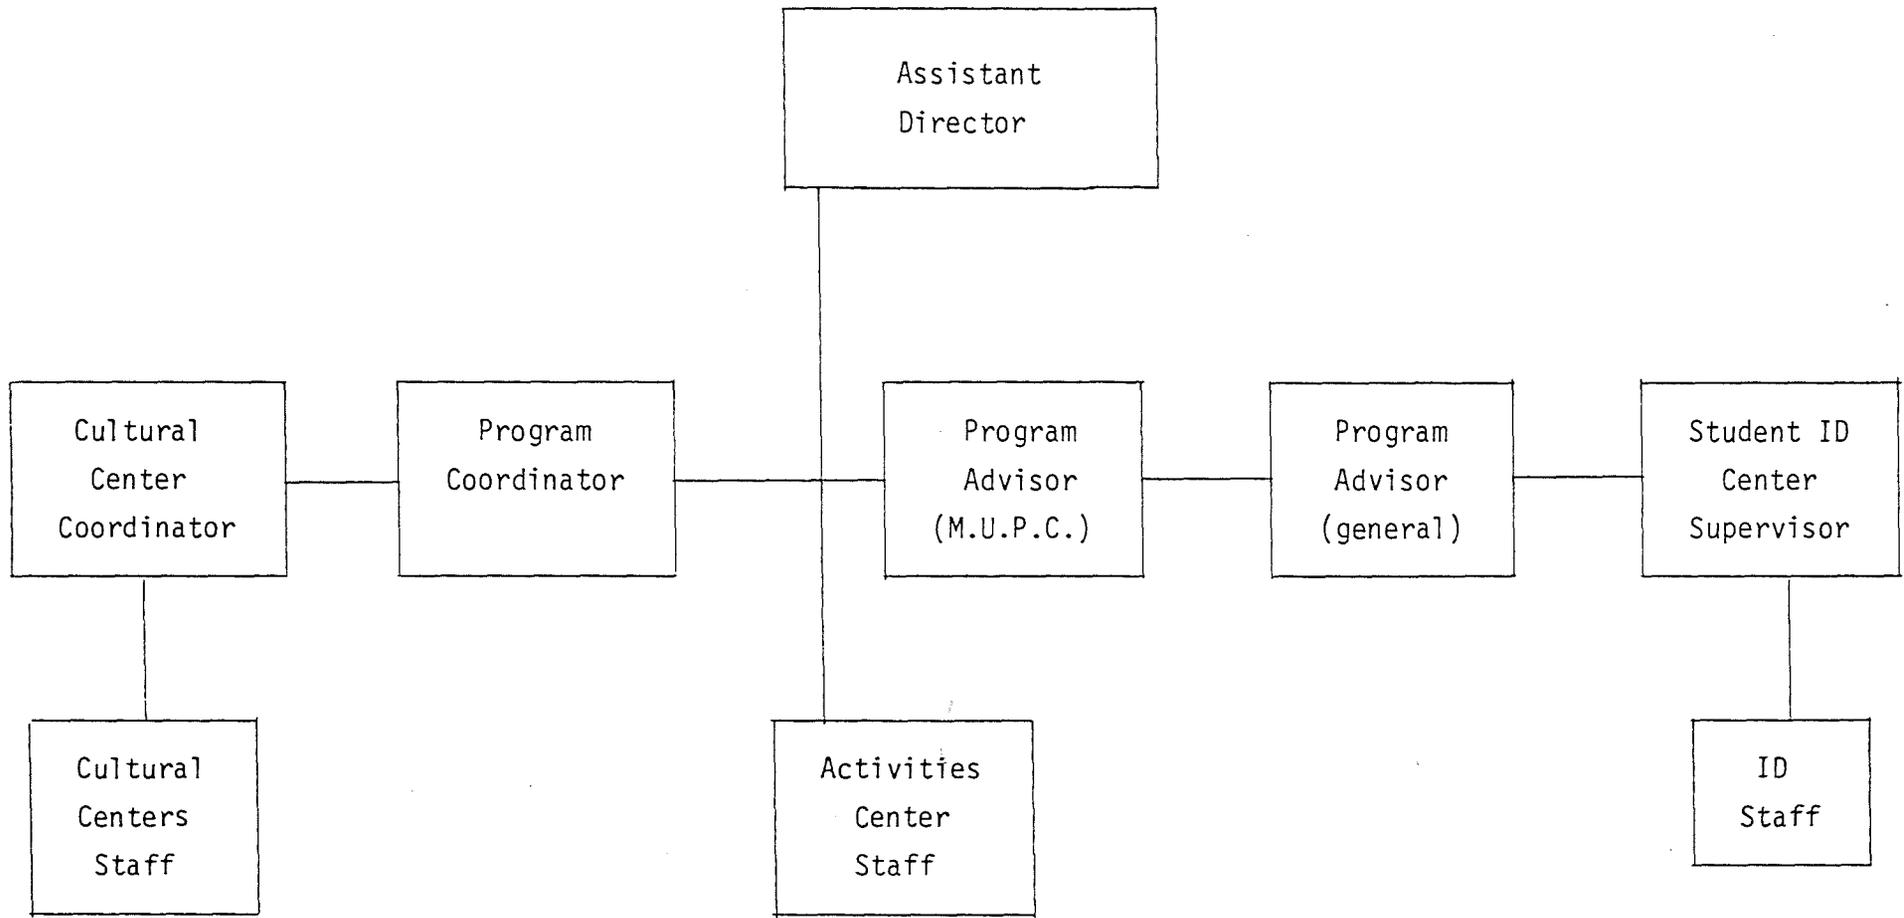 Assistant
Director
Cultural
Center
Coordinator
Program
Coordinator
Program
Advisor
(M.U.P.C.)
Program
Advisor
(general)
Student ID
Center
Supervisor
Cultural
Centers
Staff
Activities
Center
Staff
ID
Staff